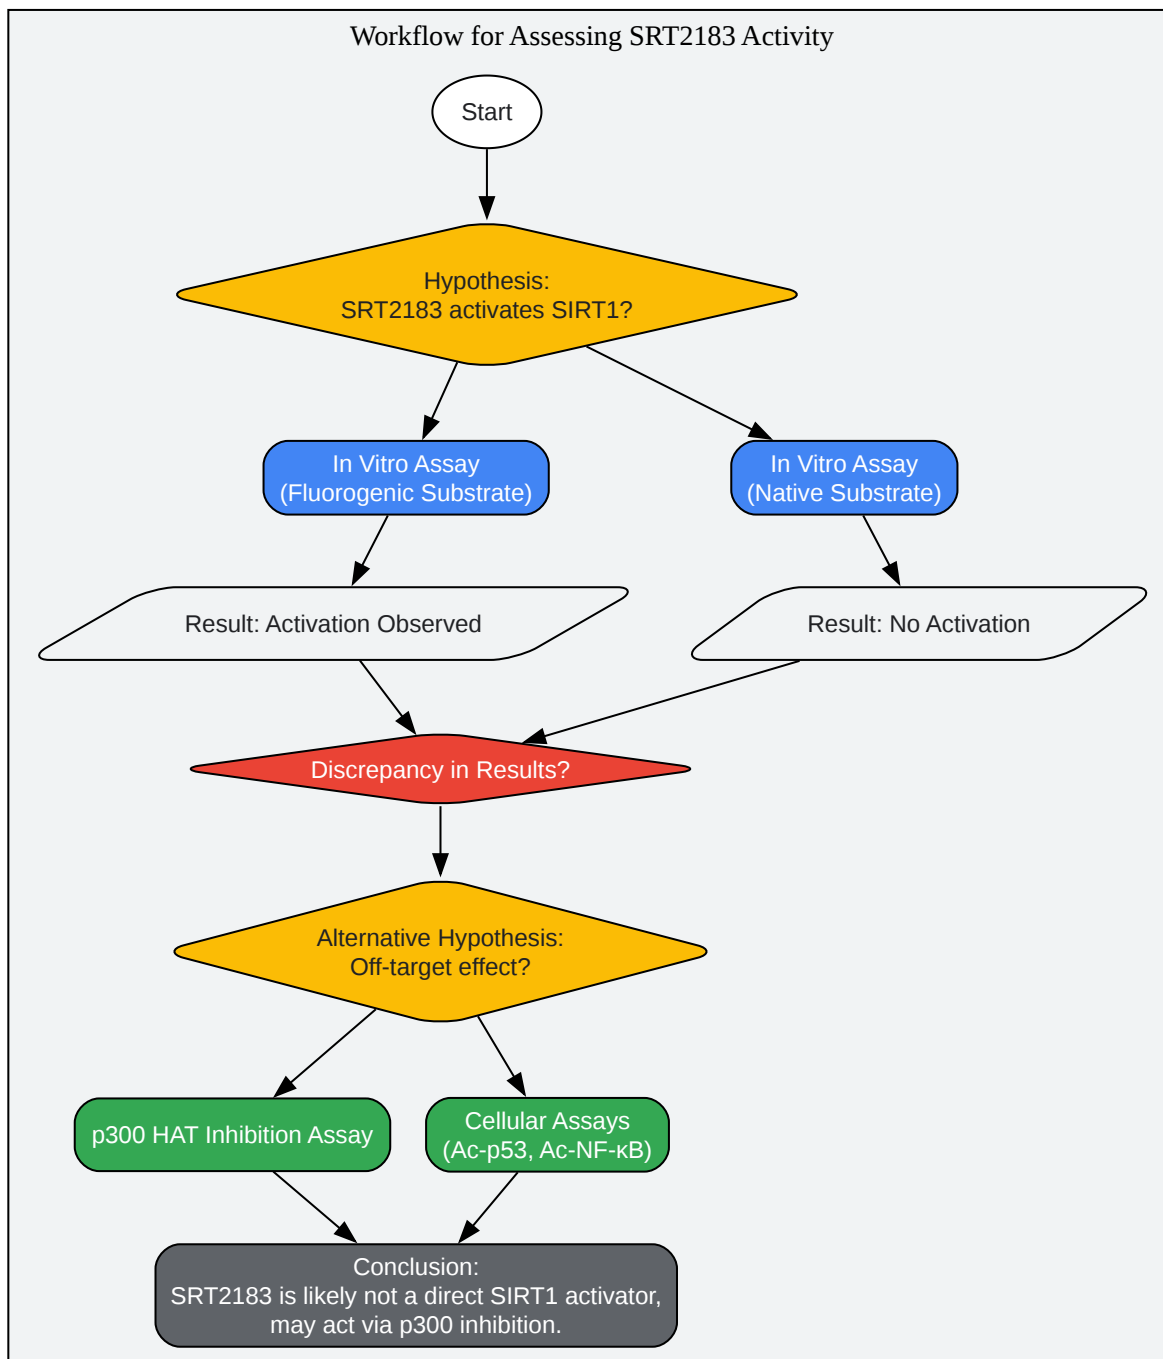 Workflow for Assessing SRT2183 Activity
Start
Hypothesis:
SRT2183 activates SIRT1?
In Vitro Assay
(Fluorogenic Substrate)
In Vitro Assay
(Native Substrate)
Result: Activation Observed
Result: No Activation
Discrepancy in Results?
Alternative Hypothesis:
Off-target effect?
p300 HAT Inhibition Assay
Cellular Assays
(Ac-p53, Ac-NF-κB)
Conclusion:
SRT2183 is likely not a direct SIRT1 activator,
may act via p300 inhibition.